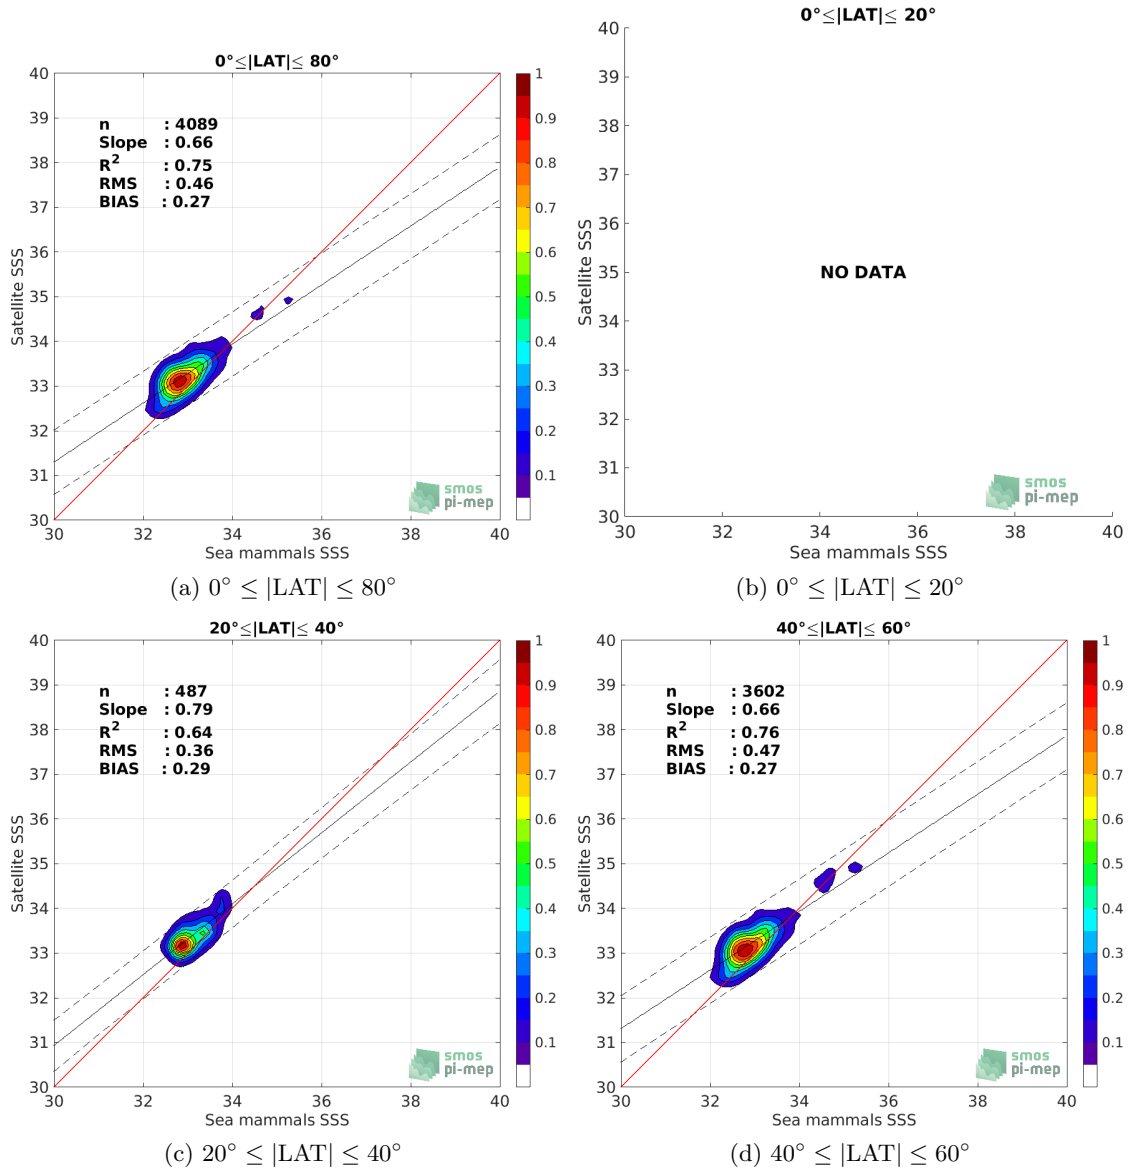 0°≤|LAT|≤ 80°
40
39
38
37
36
35
34
33
32
31
30
30 32 34 36 38 40
Satellite SSS
Sea mammals SSS
n : 4089
Slope : 0.66
R² : 0.75
RMS : 0.46
BIAS : 0.27
1
0.9
0.8
0.7
0.6
0.5
0.4
0.3
0.2
0.1
smos
pi-mep
(a) 0° ≤ |LAT| ≤ 80°
0°≤|LAT|≤ 20°
40
39
38
37
36
35
34
33
32
31
30
30 32 34 36 38 40
Satellite SSS
Sea mammals SSS
NO DATA
smos
pi-mep
(b) 0° ≤ |LAT| ≤ 20°
20°≤|LAT|≤ 40°
40
39
38
37
36
35
34
33
32
31
30
30 32 34 36 38 40
Satellite SSS
Sea mammals SSS
n : 487
Slope : 0.79
R² : 0.64
RMS : 0.36
BIAS : 0.29
1
0.9
0.8
0.7
0.6
0.5
0.4
0.3
0.2
0.1
smos
pi-mep
(c) 20° ≤ |LAT| ≤ 40°
40°≤|LAT|≤ 60°
40
39
38
37
36
35
34
33
32
31
30
30 32 34 36 38 40
Satellite SSS
Sea mammals SSS
n : 3602
Slope : 0.66
R² : 0.76
RMS : 0.47
BIAS : 0.27
1
0.9
0.8
0.7
0.6
0.5
0.4
0.3
0.2
0.1
smos
pi-mep
(d) 40° ≤ |LAT| ≤ 60°